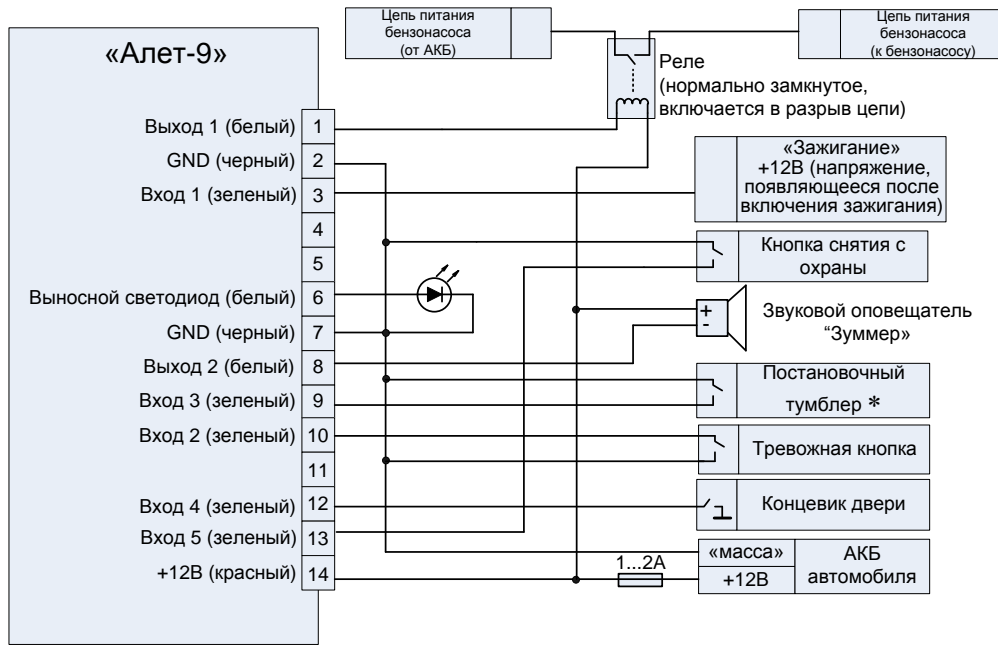 Цепь питания
бензонасоса
(от АКБ)
Цепь питания
бензонасоса
(к бензонасосу)
«Алет-9»
Реле
(нормально замкнутое,
включается в разрыв цепи)
Выход 1 (белый) 1
GND (черный) 2
Вход 1 (зеленый) 3
4
5
Выносной светодиод (белый) 6
GND (черный) 7
Выход 2 (белый) 8
Вход 3 (зеленый) 9
Вход 2 (зеленый) 10
11
Вход 4 (зеленый) 12
Вход 5 (зеленый) 13
+12В (красный) 14
«Зажигание»
+12В (напряжение,
появляющееся после
включения зажигания)
Кнопка снятия с
охраны
+
-
Звуковой оповещатель
“Зуммер»
Постановочный
тумблер *
Тревожная кнопка
Концевик двери
1...2А
«масса»
+12В
АКБ
автомобиля